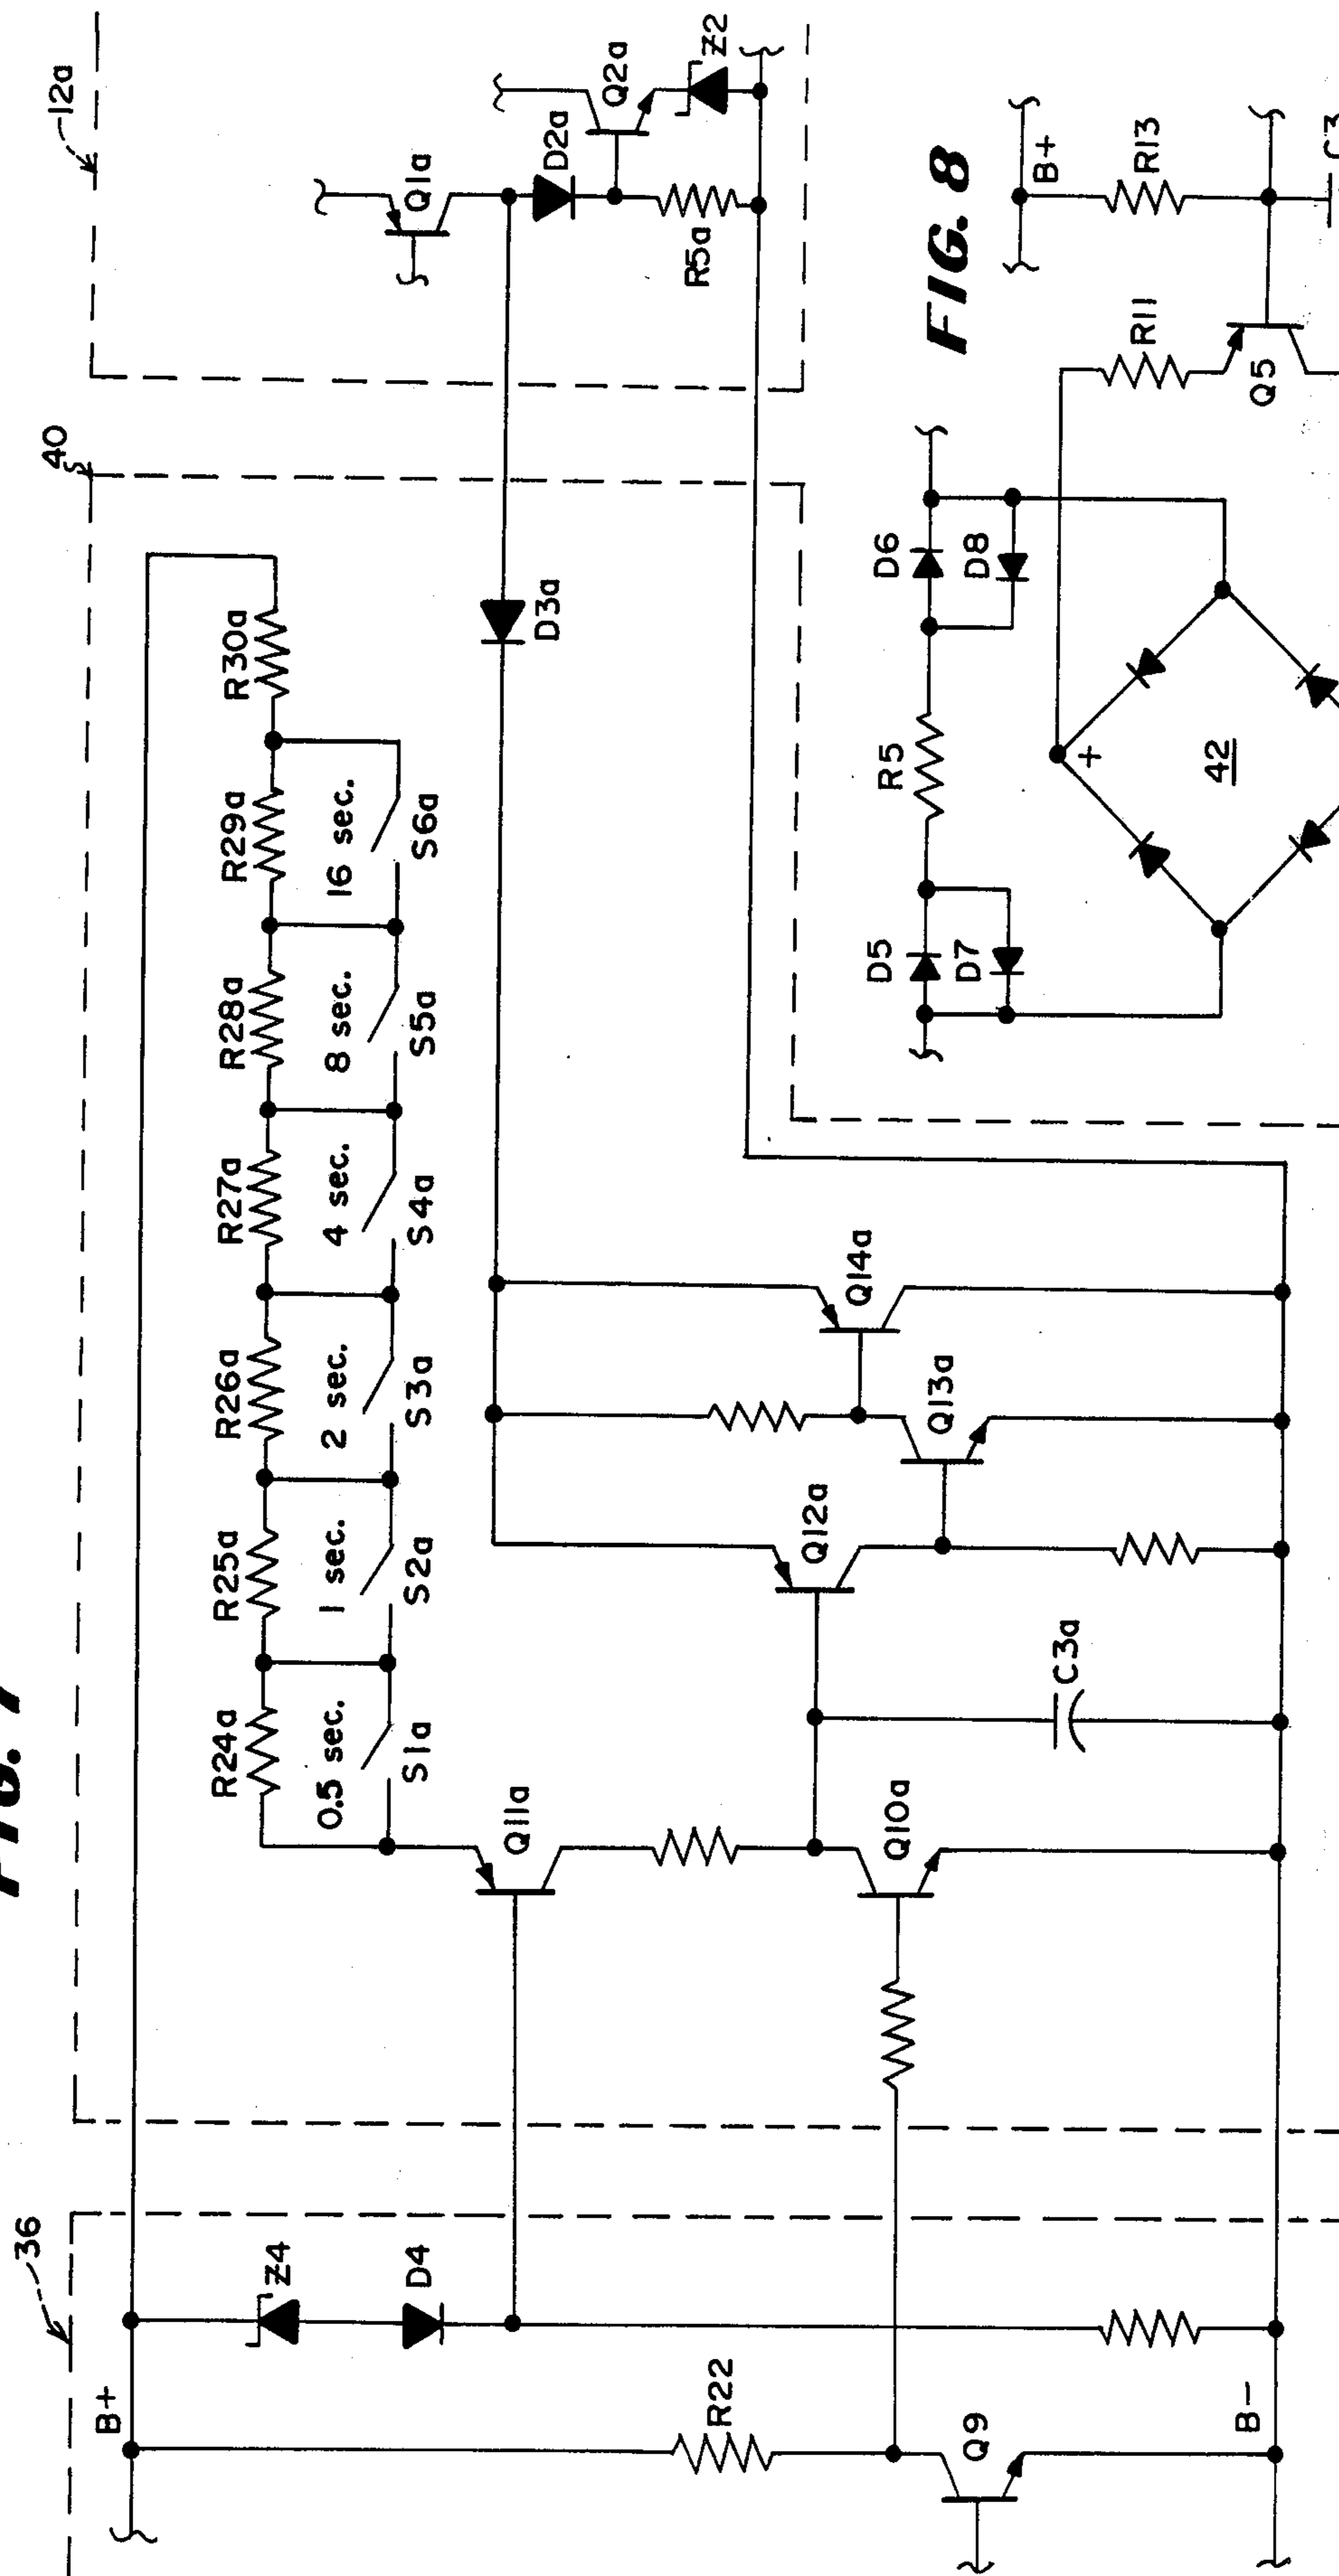 FIG. 7
36
B+
Z4
D4
R22
Q9
B-
40
R24a
R25a
R26a
R27a
R28a
R29a
R30a
0.5 sec.
1 sec.
2 sec.
4 sec.
8 sec.
16 sec.
S1a
S2a
S3a
S4a
S5a
S6a
Q11a
Q10a
C3a
Q12a
Q13a
Q14a
D3a
12a
Q1a
D2a
Q2a
R5a
Z2
FIG. 8
D5
R5
D6
D7
D8
B+
R11
R13
+
42
Q5
C3